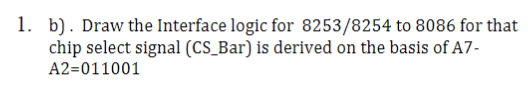 1. b). Draw the Interface logic for 8253/8254 to 8086 for that
chip select signal (CS_Bar) is derived on the basis of A7-
A2=011001